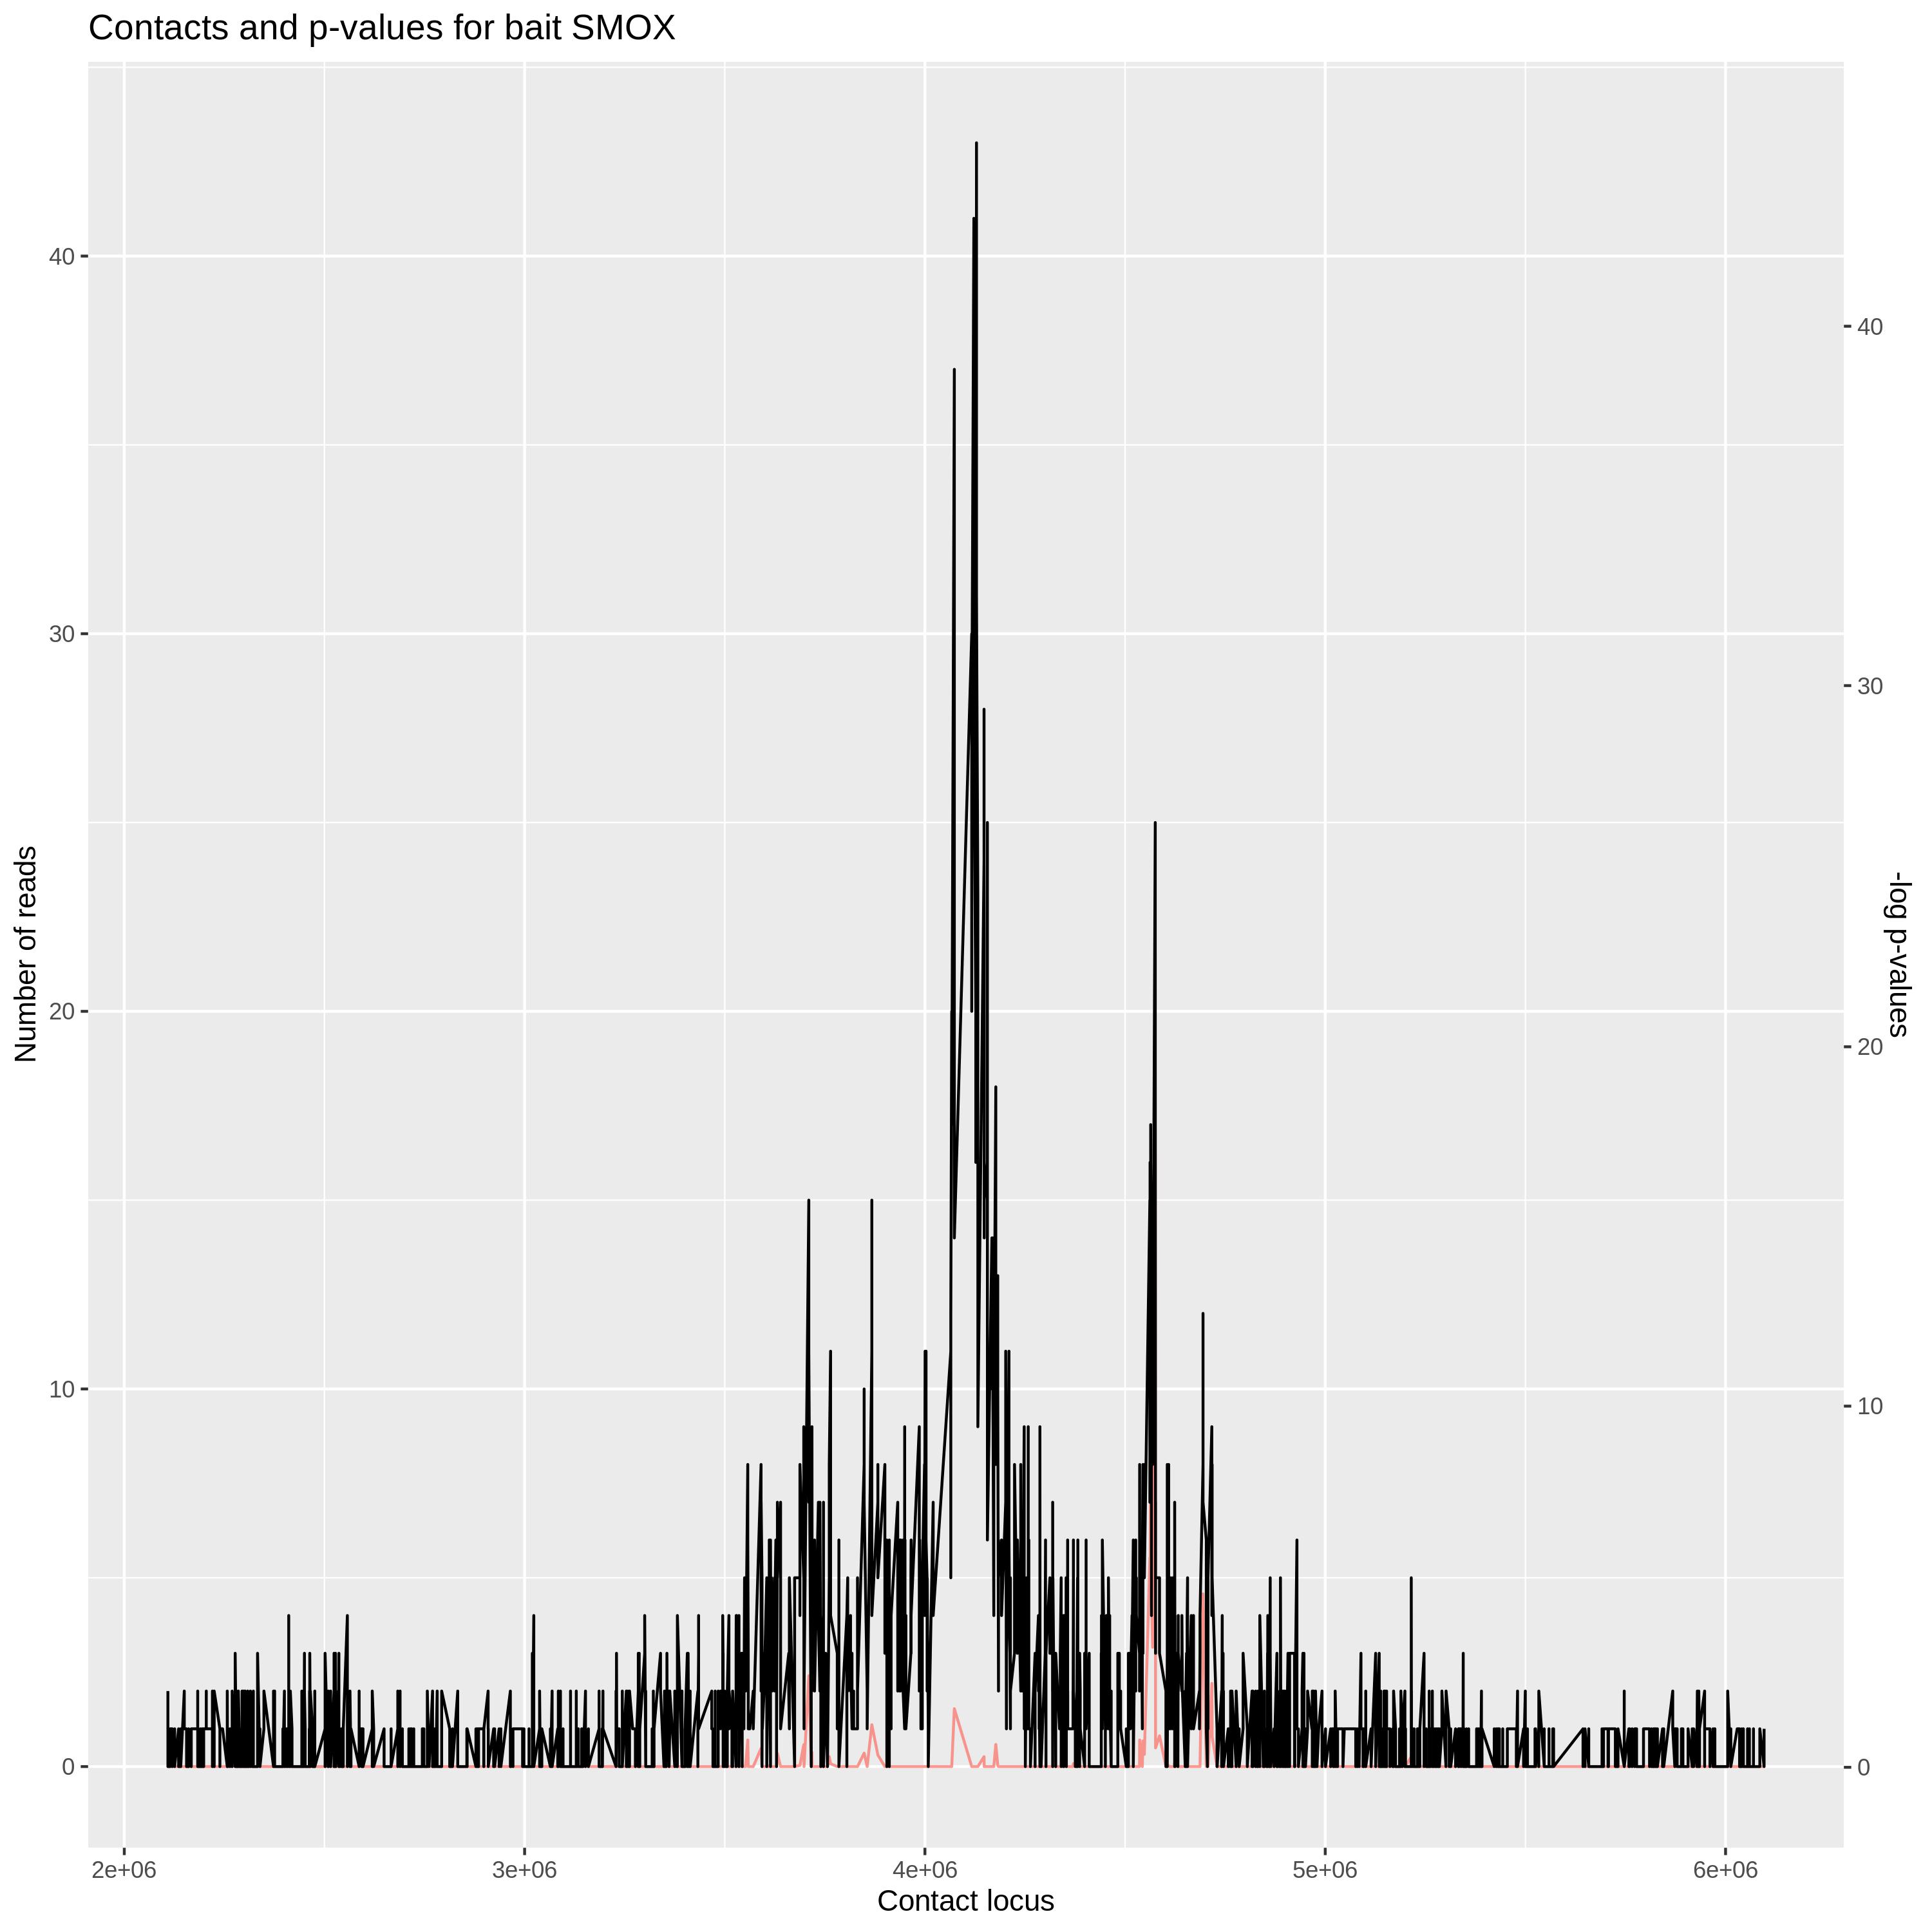 Contacts and p-values for bait SMOX
40
30
20
10
0
Number of reads
40
30
20
10
0
-log p-values
2e+06 3e+06 4e+06 5e+06 6e+06
Contact locus